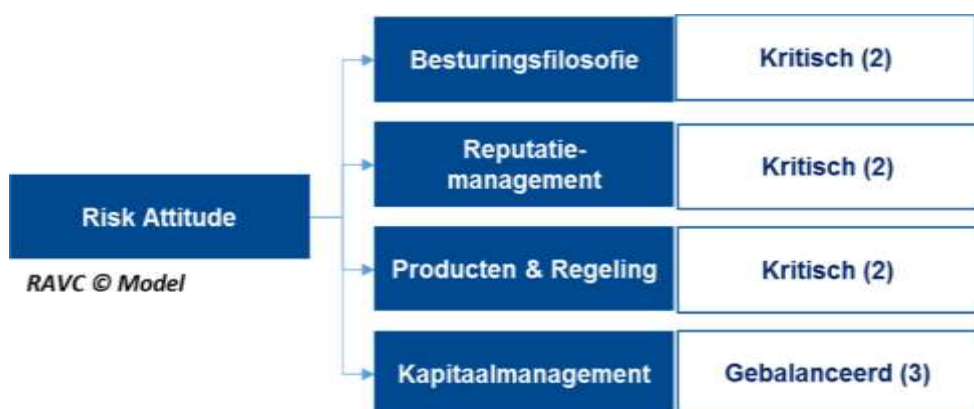 Besturingsfilosofie
Kritisch (2)
Reputatie-
management
Kritisch (2)
Risk Attitude
RAVC © Model
Producten & Regeling
Kritisch (2)
Kapitaalmanagement
Gebalanceerd (3)